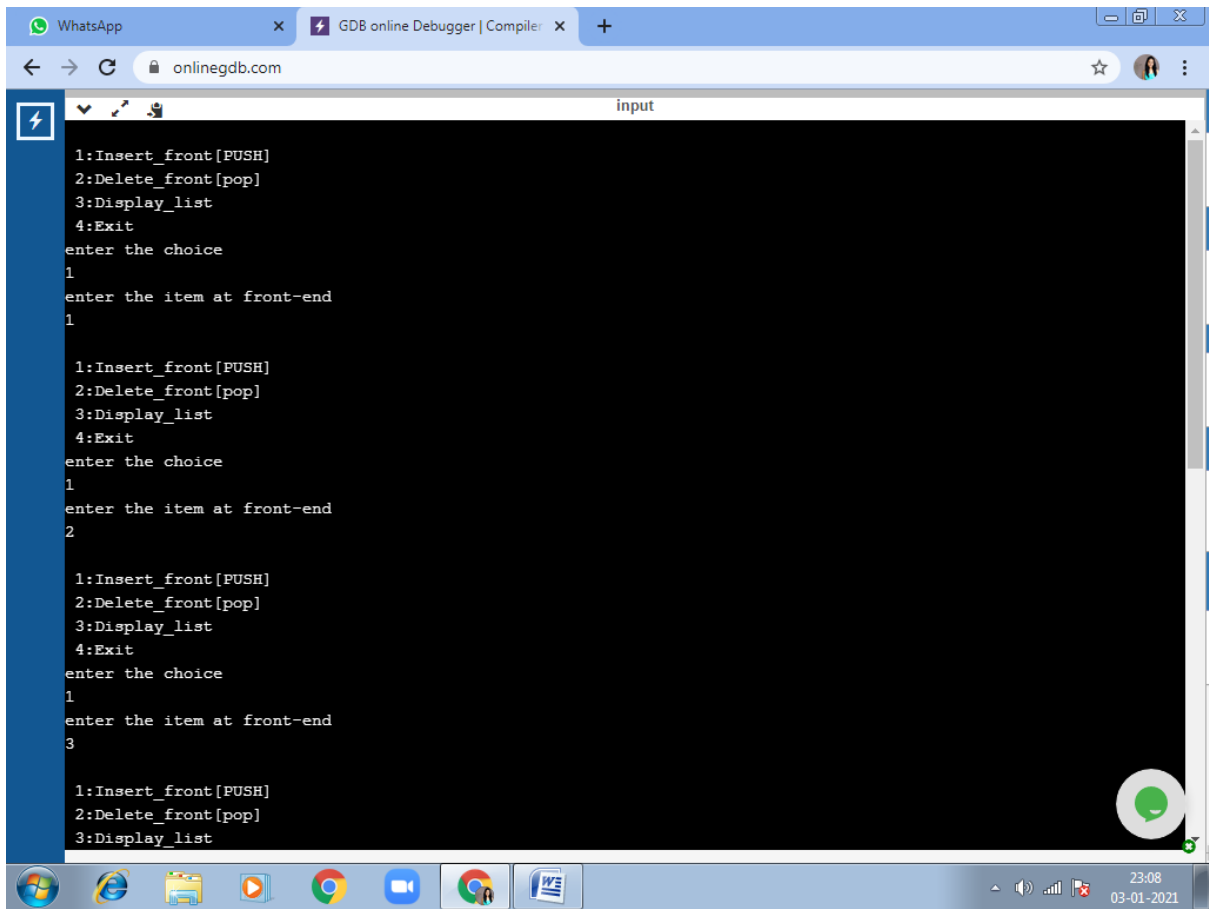 WhatsApp
GDB online Debugger | Compiler
onlinegdb.com
input
1:Insert_front[PUSH]
2:Delete_front[pop]
3:Display_list
4:Exit
enter the choice
1
enter the item at front-end
1
1:Insert_front[PUSH]
2:Delete_front[pop]
3:Display_list
4:Exit
enter the choice
1
enter the item at front-end
2
1:Insert_front[PUSH]
2:Delete_front[pop]
3:Display_list
4:Exit
enter the choice
1
enter the item at front-end
3
1:Insert_front[PUSH]
2:Delete_front[pop]
3:Display_list
23:08
03-01-2021